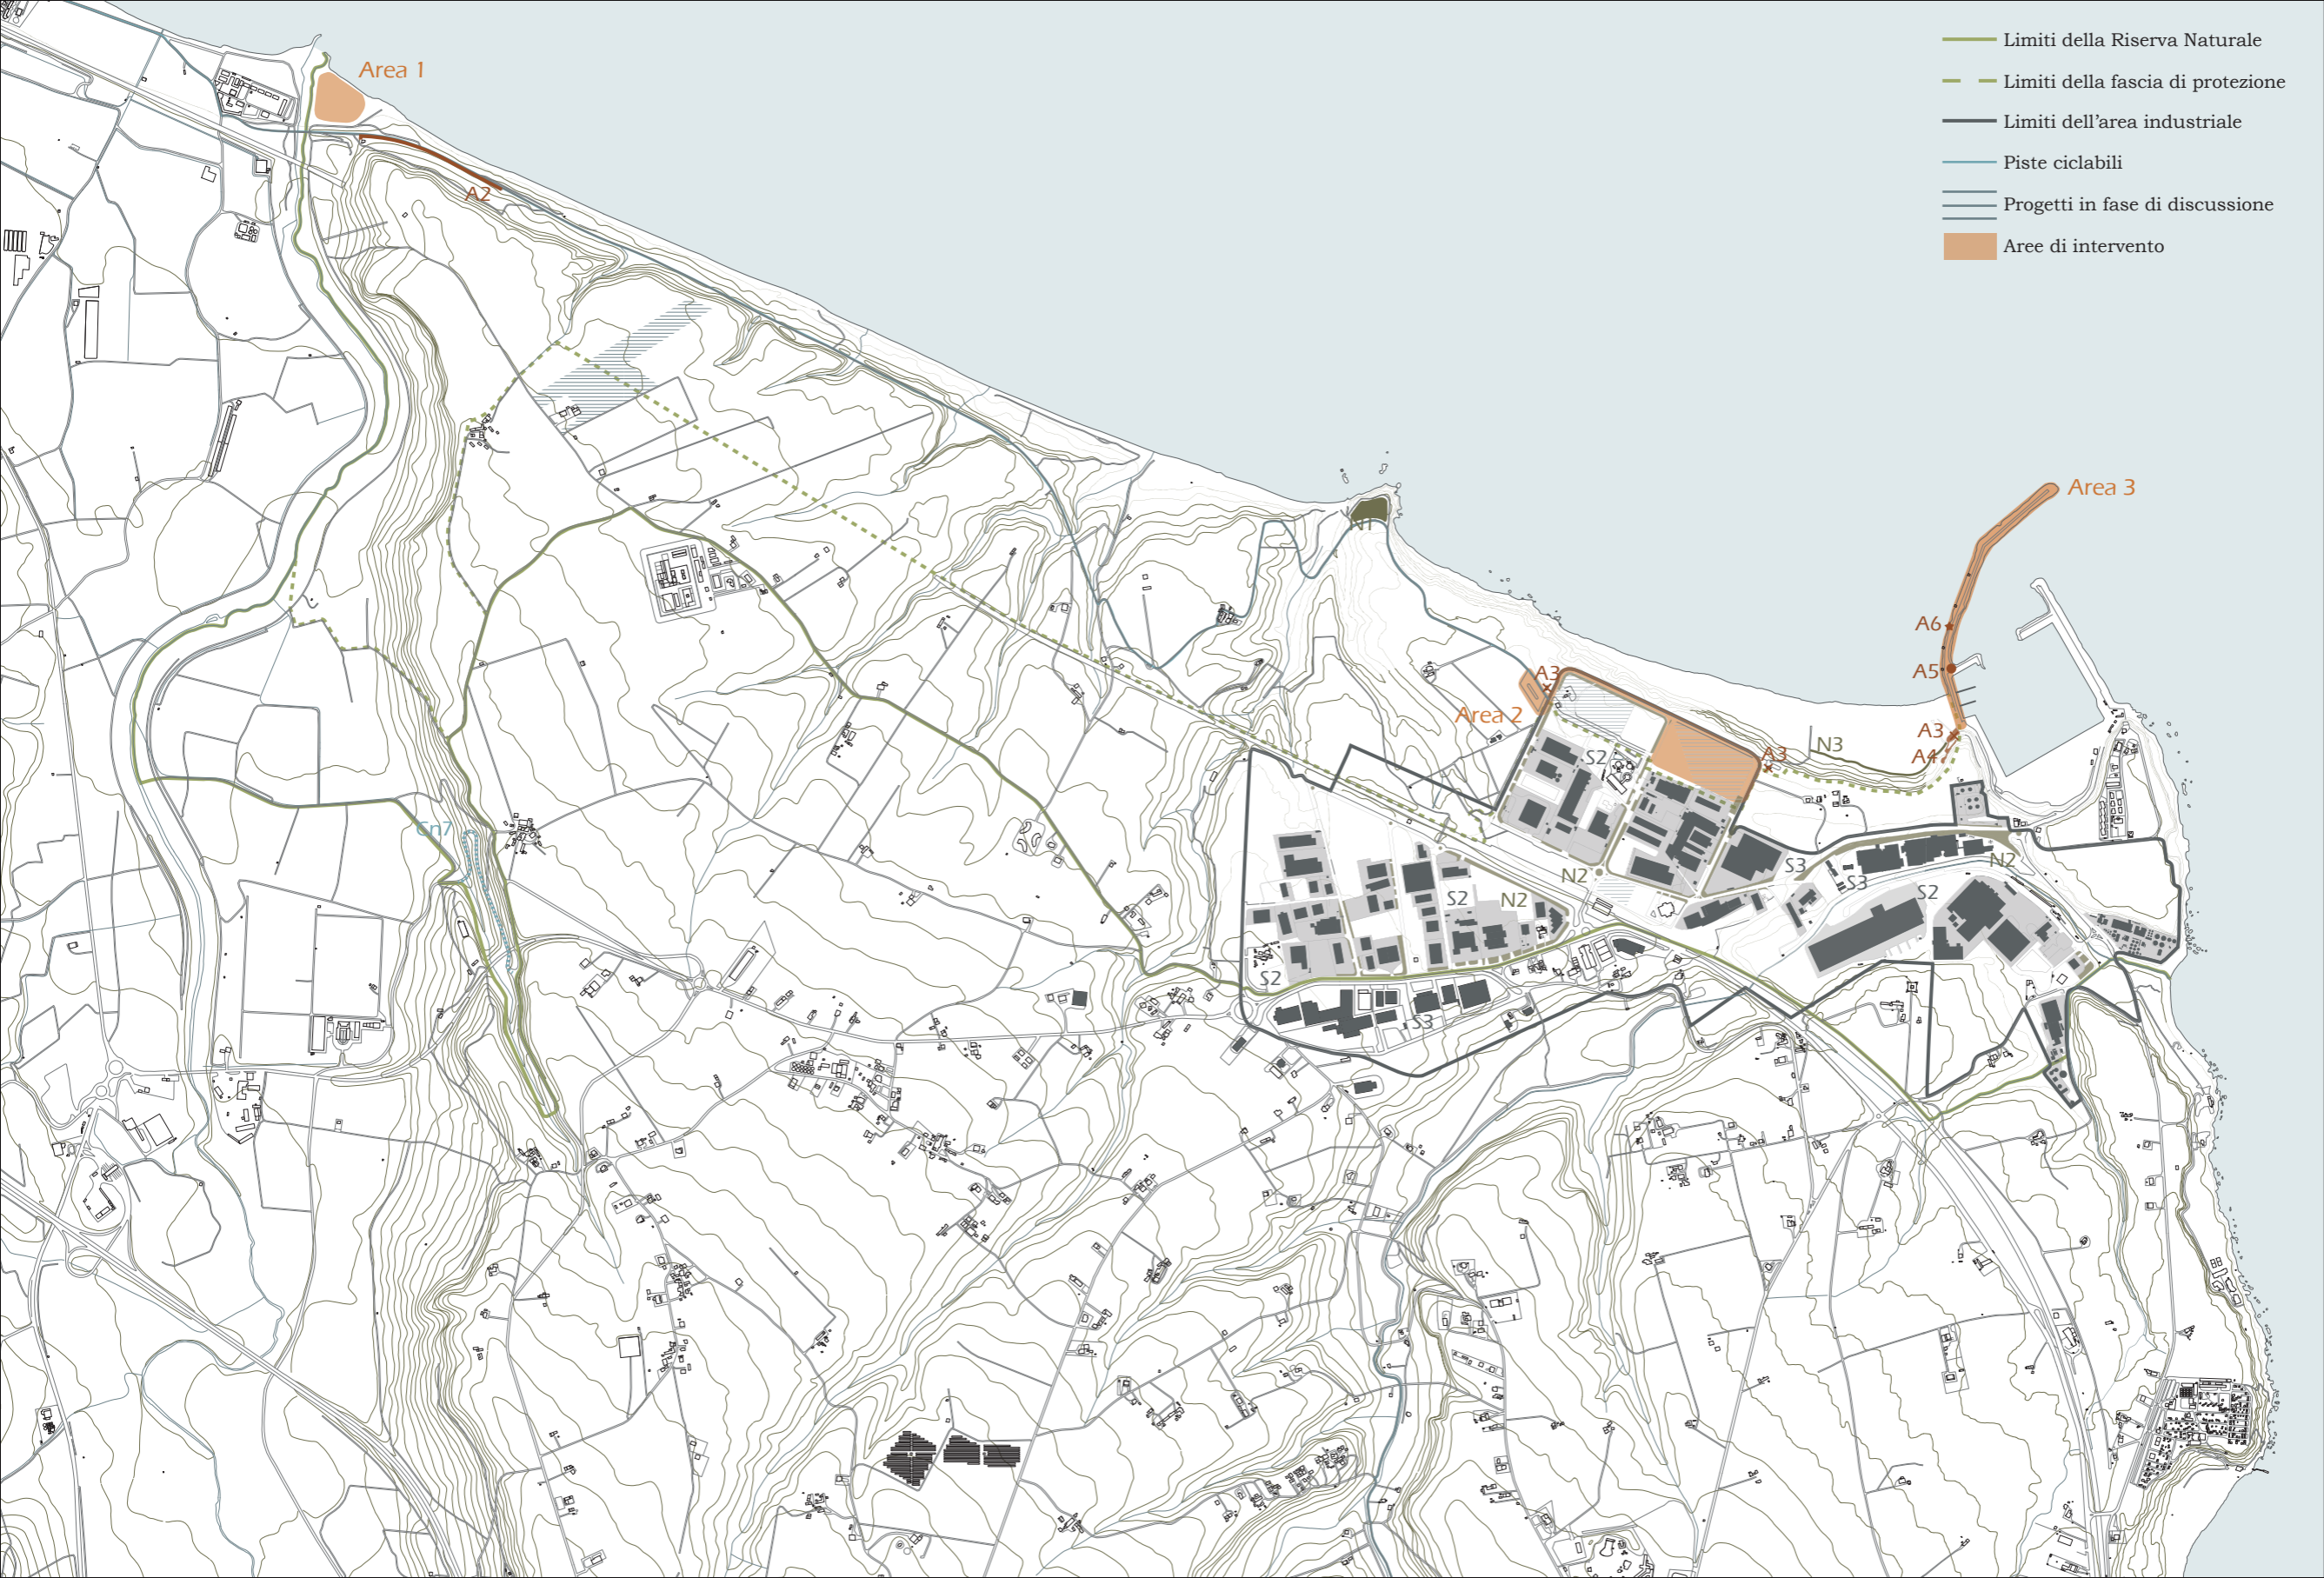 Limiti della Riserva Naturale
Limiti della fascia di protezione
Limiti dell'area industriale
Piste ciclabili
Progetti in fase di discussione
Aree di intervento
Area 1
A2
Area 3
N1
A6
A5
A3
Area 2
A3
A4
N3
A3
S2
Cn7
N2
S3
S3
N2
S2
S2
N2
S2
S3